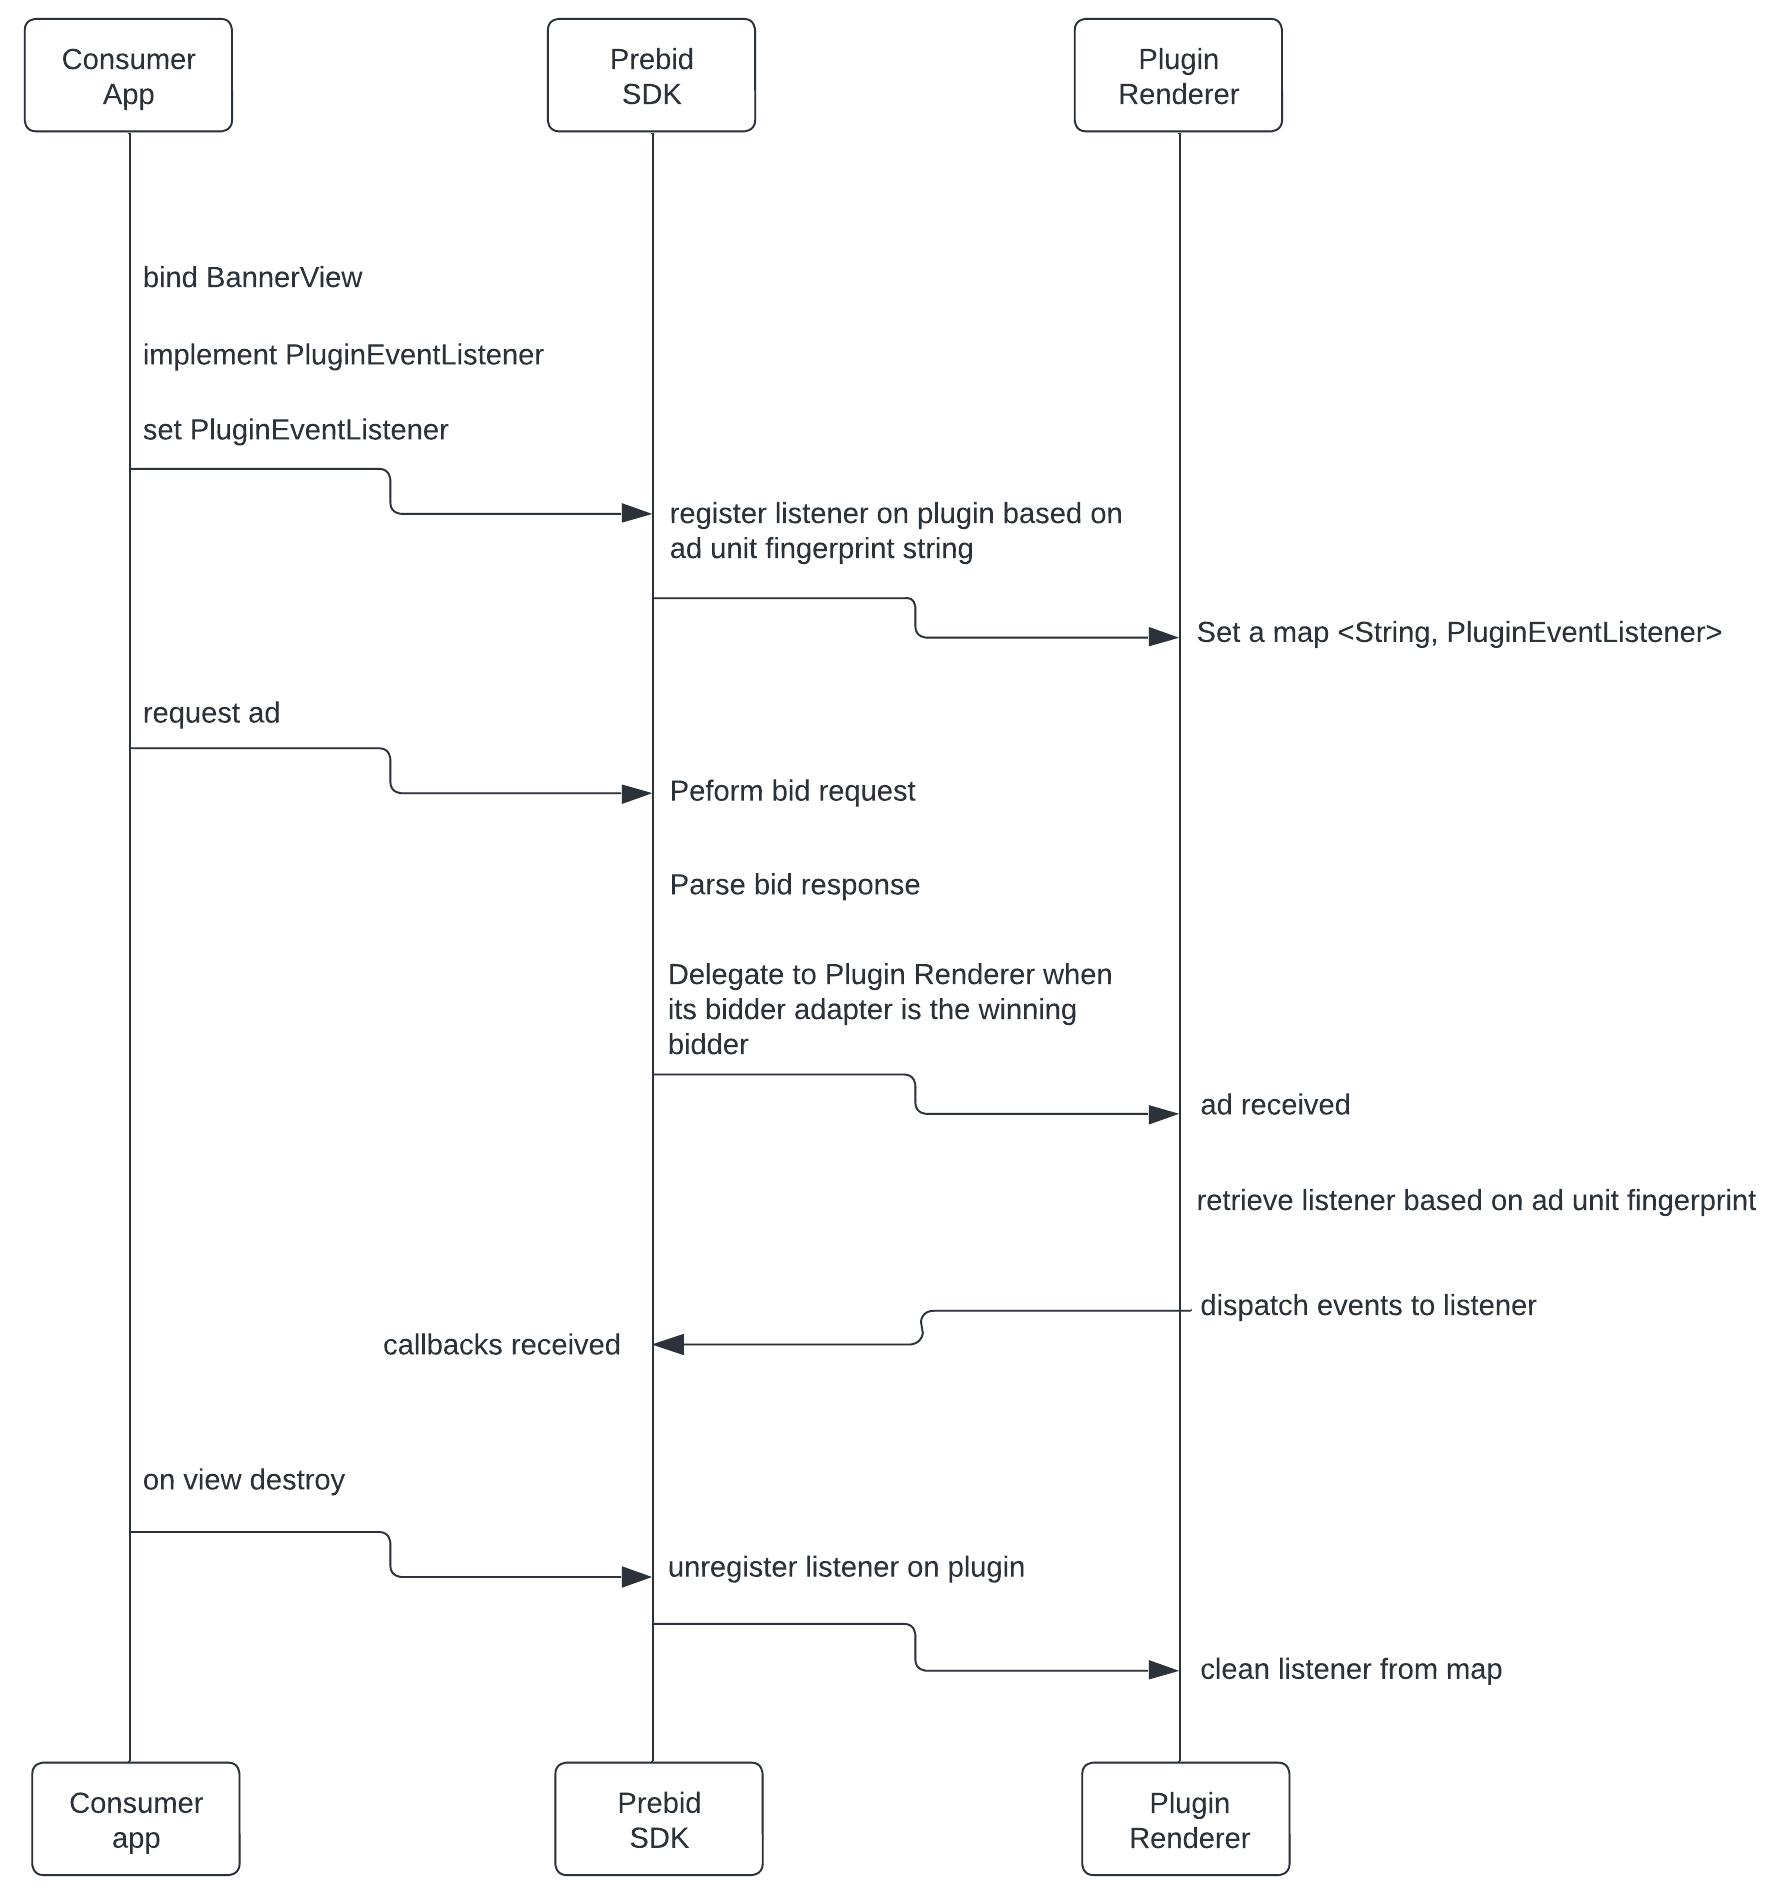 Consumer
App
Prebid
SDK
Plugin
Renderer
bind BannerView
implement PluginEventListener
set PluginEventListener
register listener on plugin based on
ad unit fingerprint string
Set a map <String, PluginEventListener>
request ad
Peform bid request
Parse bid response
Delegate to Plugin Renderer when
its bidder adapter is the winning
bidder
ad received
retrieve listener based on ad unit fingerprint
dispatch events to listener
callbacks received
on view destroy
unregister listener on plugin
clean listener from map
Consumer
app
Prebid
SDK
Plugin
Renderer